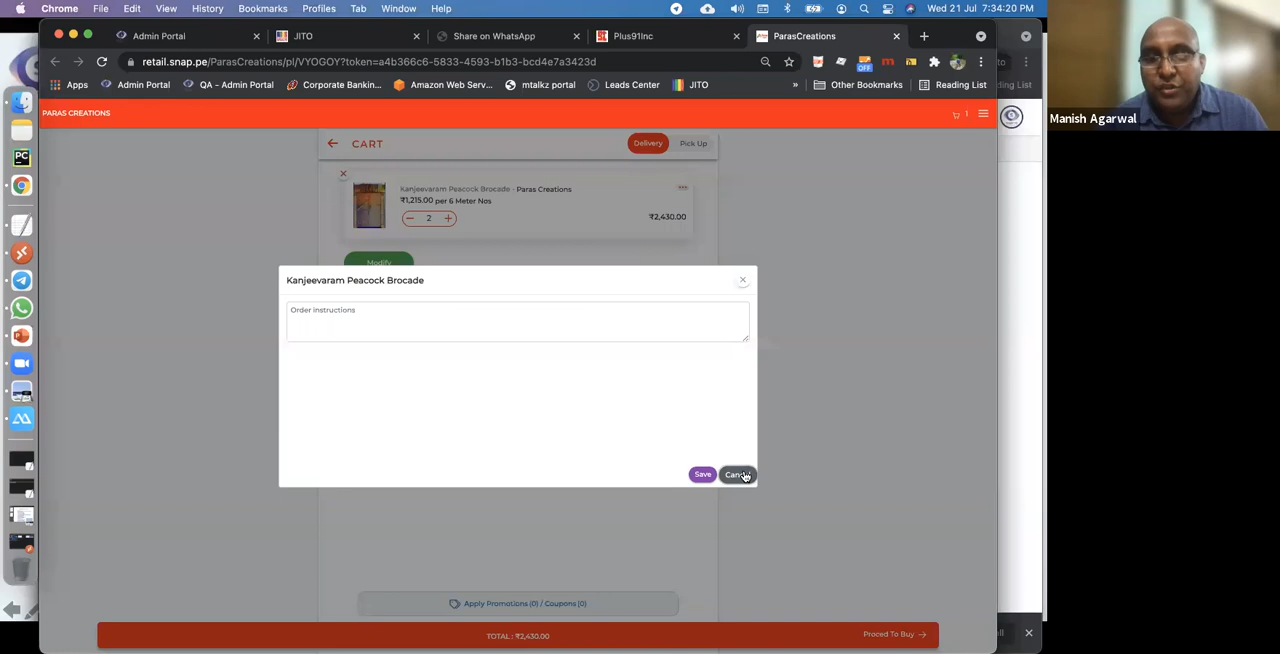 Chrome File Edit View History Bookmarks Profiles Tab Window Help Wed 21 Jul 7:34:20 PM
Admin Portal JITO Share on WhatsApp Plus91Inc ParasCreations
retail.snap.pe/ParasCreations/pl/VYOGOY?token=a4b366c6-5833-4593-b1b3-bcd4e7a3423d
OFF
Apps Admin Portal QA - Admin Portal Corporate Bankin... Amazon Web Serv... mtalkz portal Leads Center JITO » Other Bookmarks Reading List
PARAS CREATIONS 1
Manish Agarwal
CART Delivery Pick Up
Kanjeevaram Peacock Brocade - Paras Creations
₹1,215.00 per 6 Meter Nos
2 ₹2,430.00
Modify
Kanjeevaram Peacock Brocade
Order instructions
Save
Apply Promotions (0) / Coupons (0)
TOTAL : ₹2,430.00 Proced To Buy
PC